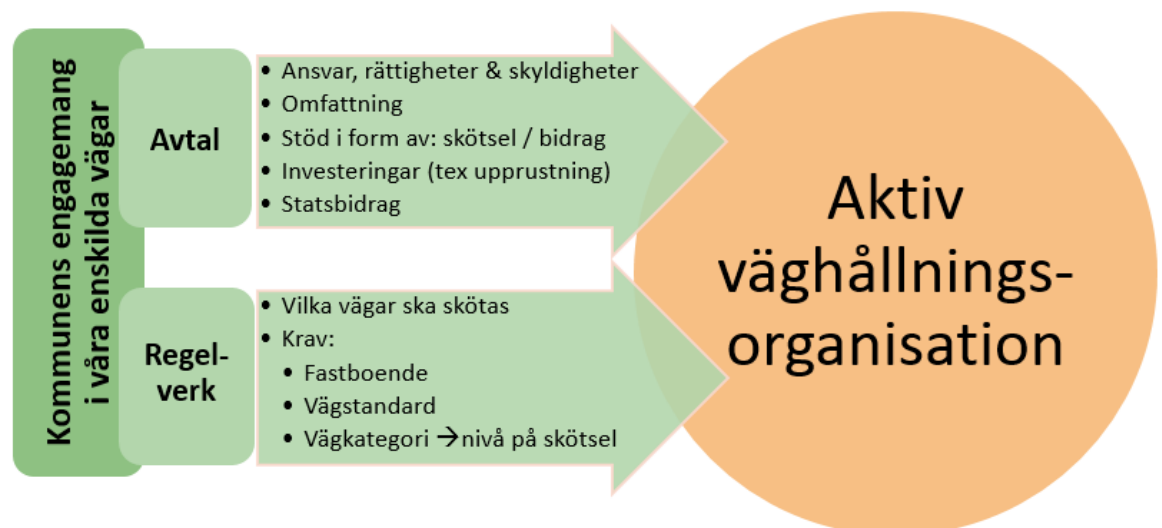 Kommunens engagemang
i våra enskilda vägar
Avtal
• Ansvar, rättigheter & skyldigheter
• Omfattning
• Stöd i form av: skötsel / bidrag
• Investeringar (tex upprustning)
• Statsbidrag
Regel-
verk
• Vilka vägar ska skötas
• Krav:
• Fastboende
• Vägstandard
• Vägkategori → nivå på skötsel
Aktiv
väghållnings-
organisation